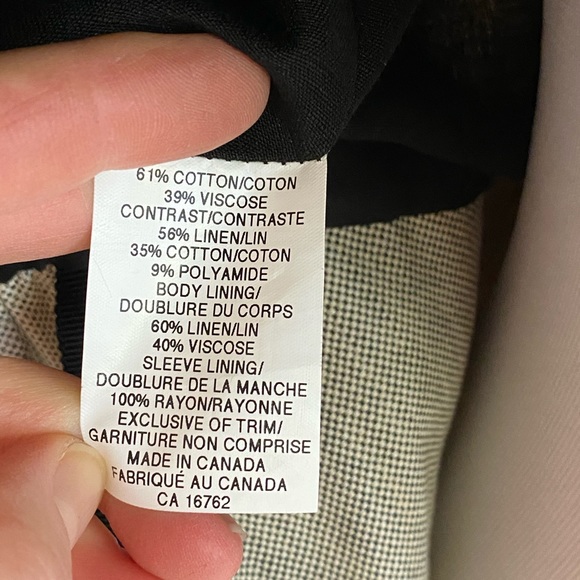 61% COTTON/COTON
39% VISCOSE
CONTRAST/CONTRASTE
56% LINEN/LIN
35% COTTON/COTON
9% POLYAMIDE
BODY LINING/
DOUBLURE DU CORPS
60% LINEN/LIN
40% VISCOSE
SLEEVE LINING/
DOUBLURE DE LA MANCHE
100% RAYON/RAYONNE
EXCLUSIVE OF TRIM/
GARNITURE NON COMPRISE
MADE IN CANADA
FABRIQUÉ AU CANADA
CA 16762